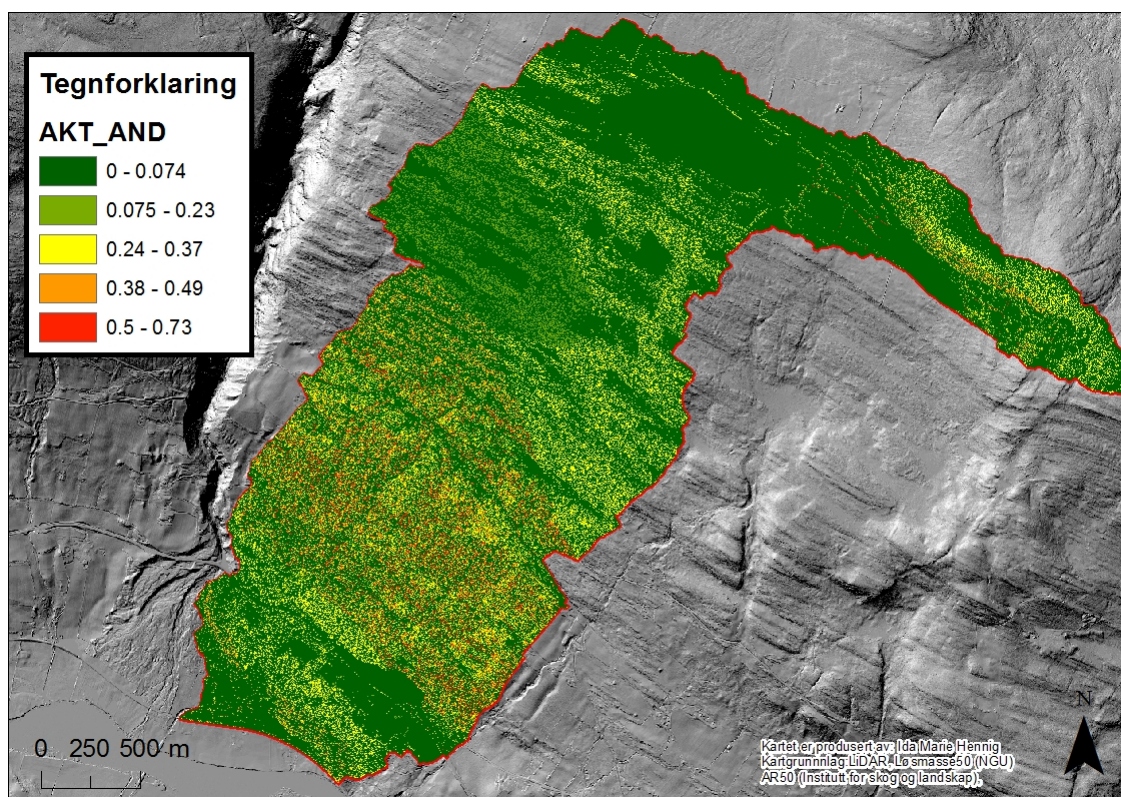 Tegnforklaring
AKT_AND
0 - 0.074
0.075 - 0.23
0.24 - 0.37
0.38 - 0.49
0.5 - 0.73
N
0 250 500 m
Kartet er produsert av: Ida Marie Hennig
Kartgrunnlag:LiDAR, Løsmasse50 (NGU)
AR50 (Institutt for skog og landskap).